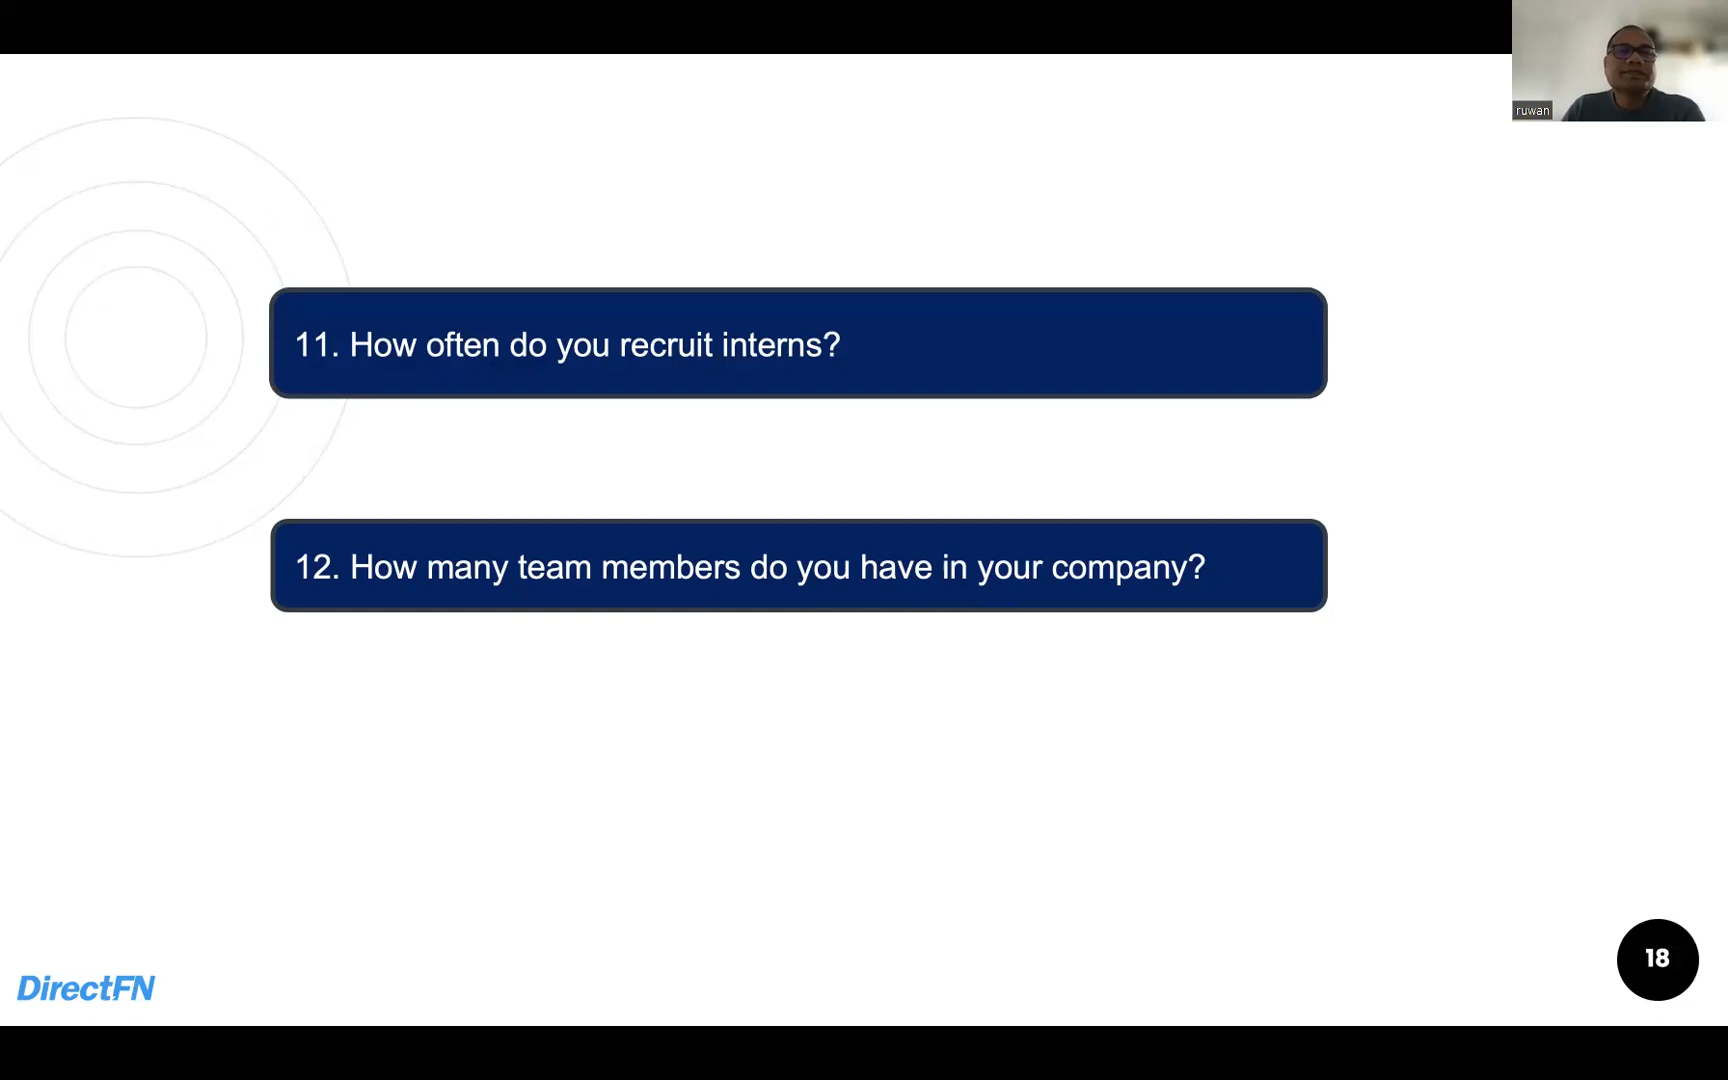 ruwan
11. How often do you recruit interns?
12. How many team members do you have in your company?
DirectFN
18